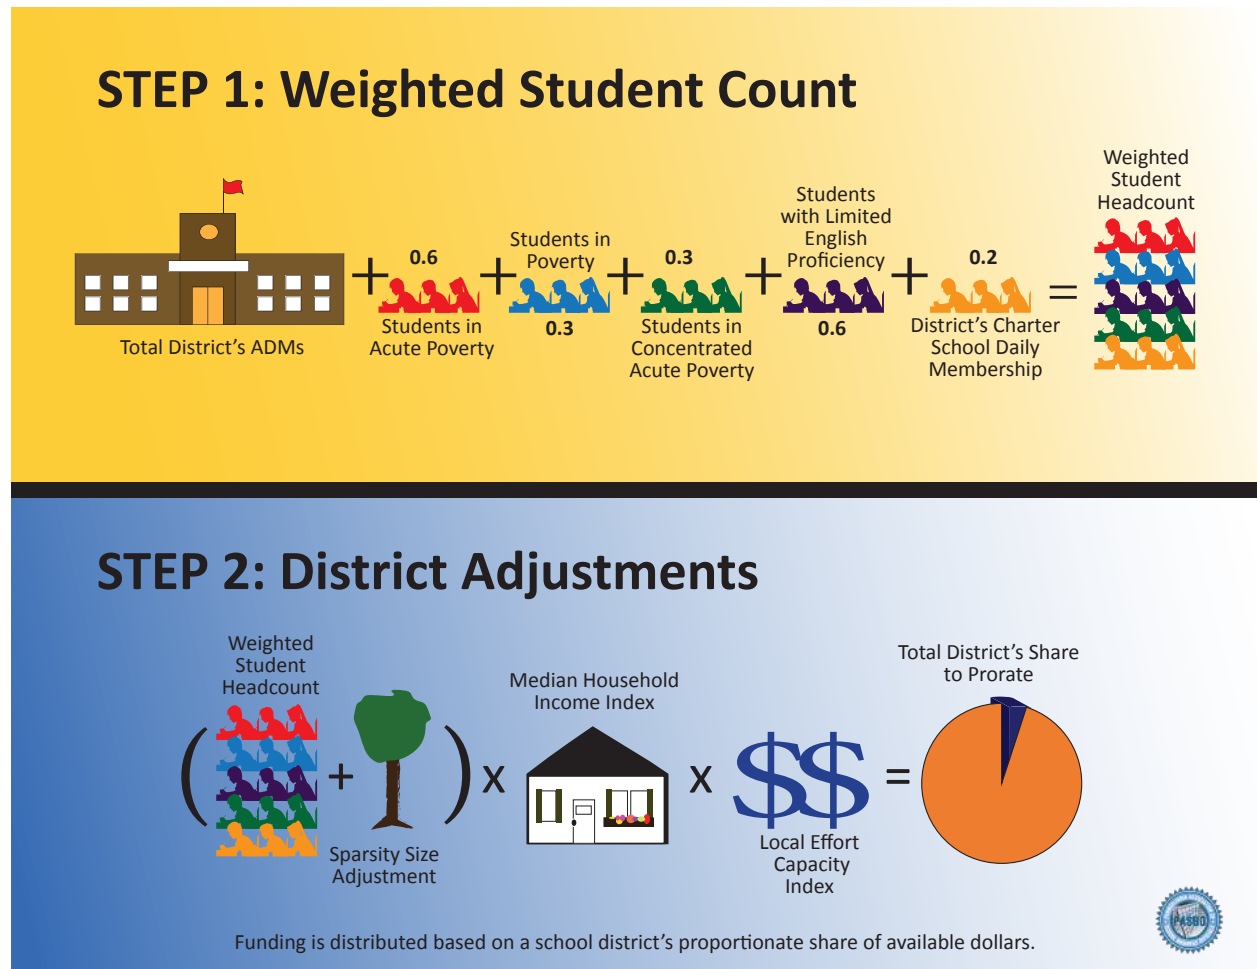 STEP 1: Weighted Student Count
Weighted
Student
Headcount
Total District's ADMs
+
0.6
Students in
Acute Poverty
+
Students in
Poverty
0.3
+
0.3
Students in
Concentrated
Acute Poverty
+
Students
with Limited
English
Proficiency
0.6
+
0.2
District's Charter
School Daily
Membership
=
STEP 2: District Adjustments
(
Weighted
Student
Headcount
+
Sparsity Size
Adjustment
)
x
Median Household
Income Index
x
$$
Local Effort
Capacity
Index
=
Total District's Share
to Prorate
Funding is distributed based on a school district's proportionate share of available dollars.
PASBO